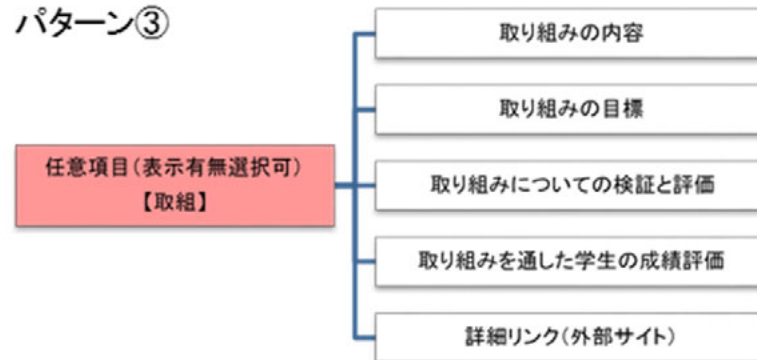 パターン③
任意項目(表示有無選択可)
【取組】
取り組みの内容
取り組みの目標
取り組みについての検証と評価
取り組みを通した学生の成績評価
詳細リンク(外部サイト)